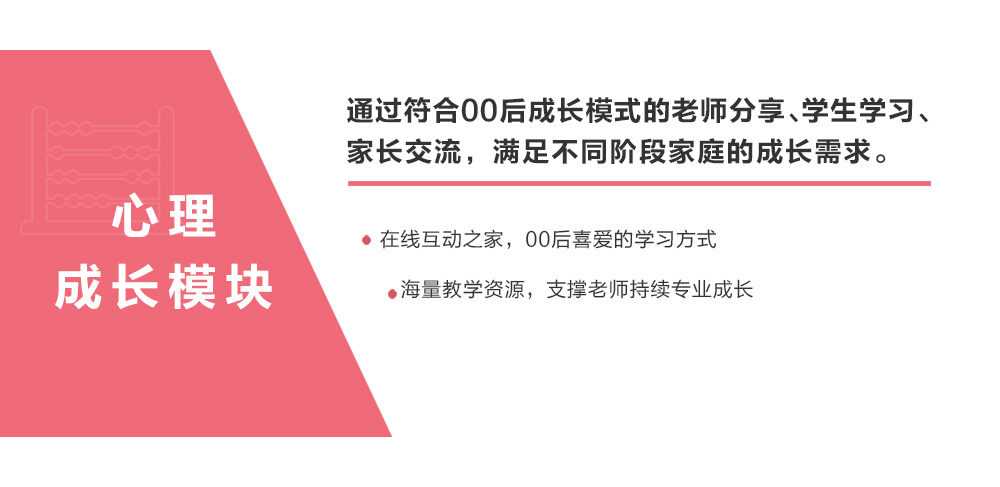 心理
成长模块
通过符合00后成长模式的老师分享、学生学习、
家长交流，满足不同阶段家庭的成长需求。
在线互动之家，00后喜爱的学习方式
海量教学资源，支撑老师持续专业成长